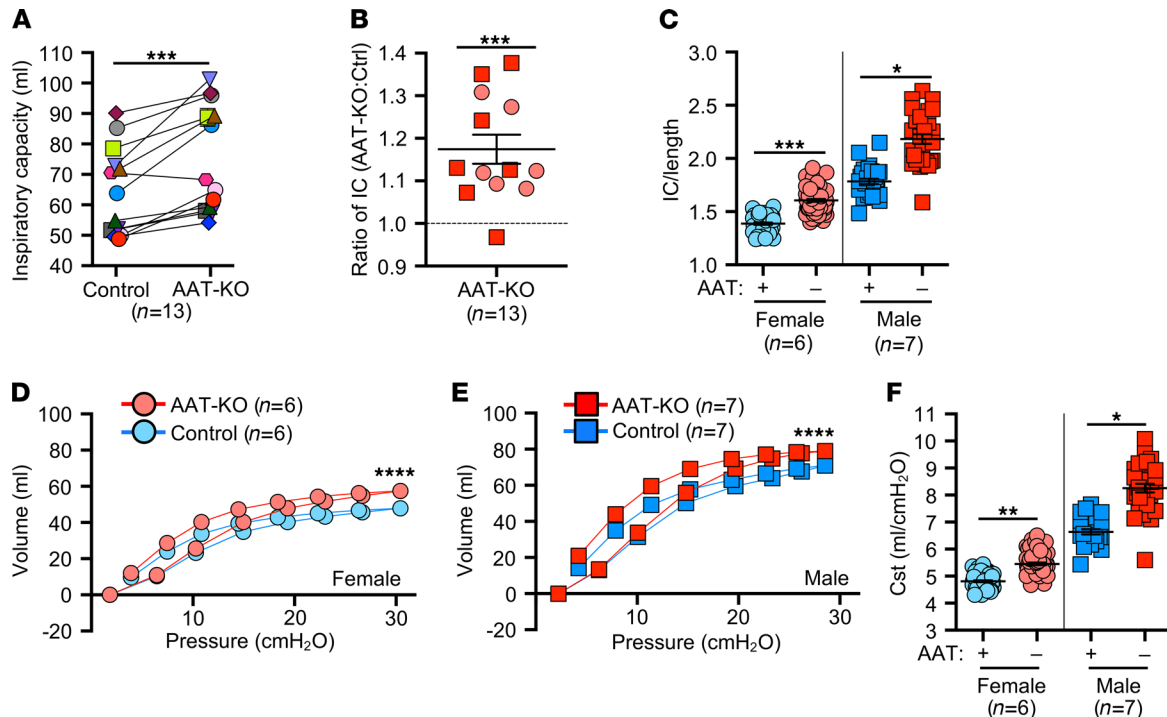 A
***
Inspiratory capacity (ml)
110
100
90
80
70
60
50
40
Control
AAT-KO
(n=13)
B
***
Ratio of IC (AAT-KO:Ctrl)
1.4
1.3
1.2
1.1
1.0
0.9
AAT-KO
(n=13)
C
IC/length
3.0
2.5
2.0
1.5
1.0
***
*
AAT: + − + −
Female
(n=6)
Male
(n=7)
D
AAT-KO (n=6)
Control (n=6)
Volume (ml)
100
80
60
40
20
0
-20
****
Female
0 10 20 30
Pressure (cmH₂O)
E
AAT-KO (n=7)
Control (n=7)
Volume (ml)
100
80
60
40
20
0
-20
****
Male
0 10 20 30
Pressure (cmH₂O)
F
Cst (ml/cmH₂O)
11
10
9
8
7
6
5
4
3
**
*
AAT: + − + −
Female
(n=6)
Male
(n=7)